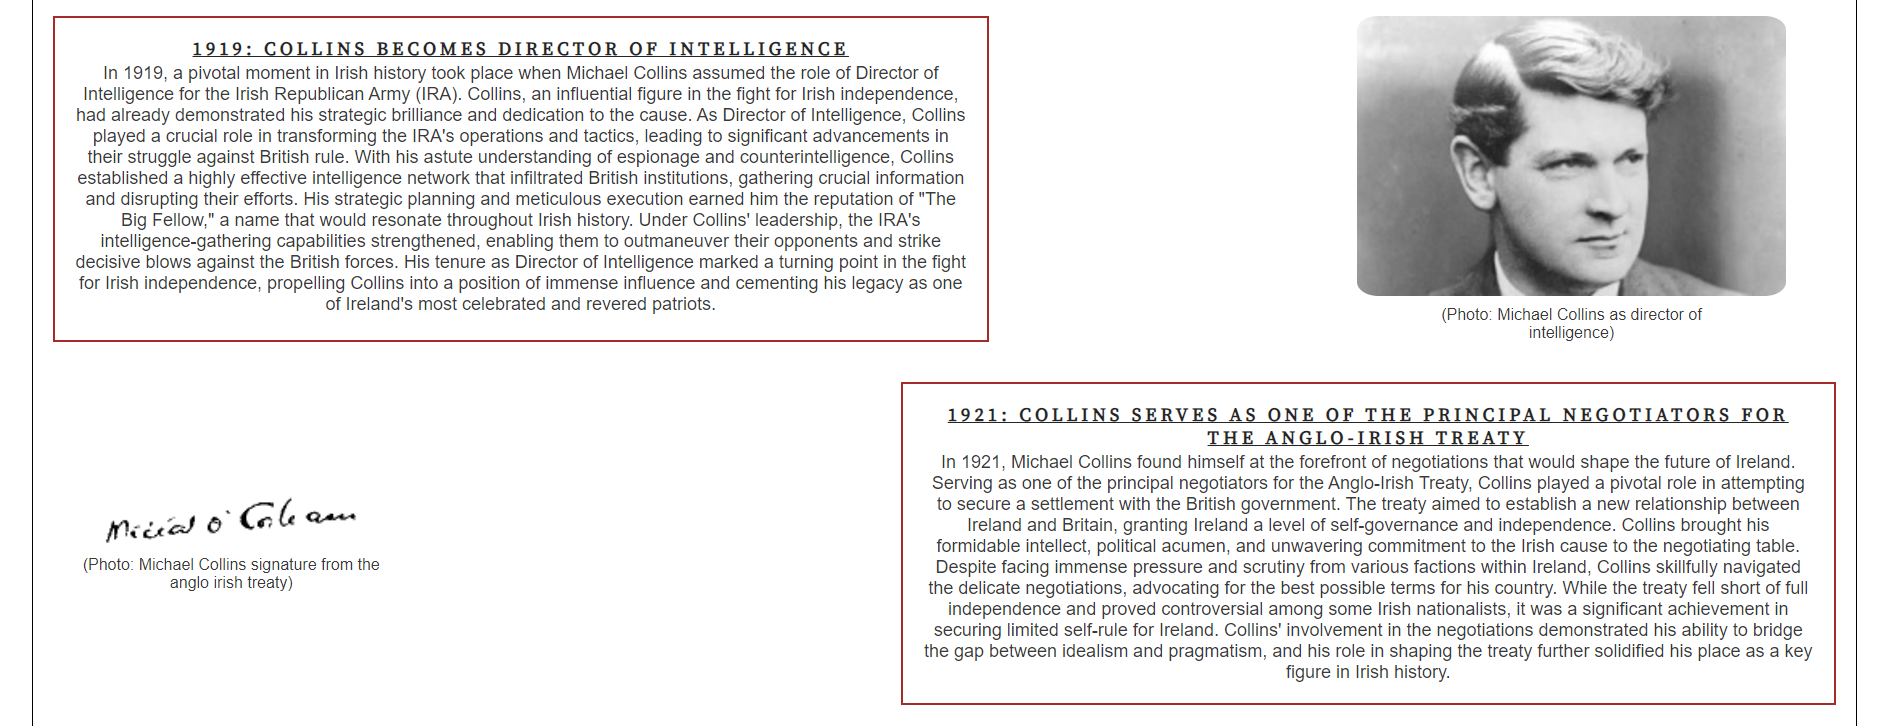 1919: COLLINS BECOMES DIRECTOR OF INTELLIGENCE
In 1919, a pivotal moment in Irish history took place when Michael Collins assumed the role of Director of
Intelligence for the Irish Republican Army (IRA). Collins, an influential figure in the fight for Irish independence,
had already demonstrated his strategic brilliance and dedication to the cause. As Director of Intelligence, Collins
played a crucial role in transforming the IRA's operations and tactics, leading to significant advancements in
their struggle against British rule. With his astute understanding of espionage and counterintelligence, Collins
established a highly effective intelligence network that infiltrated British institutions, gathering crucial information
and disrupting their efforts. His strategic planning and meticulous execution earned him the reputation of "The
Big Fellow," a name that would resonate throughout Irish history. Under Collins' leadership, the IRA's
intelligence-gathering capabilities strengthened, enabling them to outmaneuver their opponents and strike
decisive blows against the British forces. His tenure as Director of Intelligence marked a turning point in the fight
for Irish independence, propelling Collins into a position of immense influence and cementing his legacy as one
of Ireland's most celebrated and revered patriots.
(Photo: Michael Collins as director of
intelligence)
Micíál Ó
(Photo: Michael Collins signature from the
anglo irish treaty)
1921: COLLINS SERVES AS ONE OF THE PRINCIPAL NEGOTIATORS FOR
THE ANGLO-IRISH TREATY
In 1921, Michael Collins found himself at the forefront of negotiations that would shape the future of Ireland.
Serving as one of the principal negotiators for the Anglo-Irish Treaty, Collins played a pivotal role in attempting
to secure a settlement with the British government. The treaty aimed to establish a new relationship between
Ireland and Britain, granting Ireland a level of self-governance and independence. Collins brought his
formidable intellect, political acumen, and unwavering commitment to the Irish cause to the negotiating table.
Despite facing immense pressure and scrutiny from various factions within Ireland, Collins skillfully navigated
the delicate negotiations, advocating for the best possible terms for his country. While the treaty fell short of full
independence and proved controversial among some Irish nationalists, it was a significant achievement in
securing limited self-rule for Ireland. Collins' involvement in the negotiations demonstrated his ability to bridge
the gap between idealism and pragmatism, and his role in shaping the treaty further solidified his place as a key
figure in Irish history.